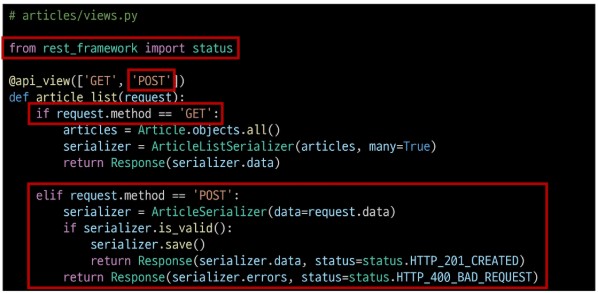 # articles/views.py
from rest_framework import status
@api_view(['GET', 'POST'])
def article_list(request):
if request.method == 'GET':
articles = Article.objects.all()
serializer = ArticleListSerializer(articles, many=True)
return Response(serializer.data)
elif request.method == 'POST':
serializer = ArticleSerializer(data=request.data)
if serializer.is_valid():
serializer.save()
return Response(serializer.data, status=status.HTTP_201_CREATED)
return Response(serializer.errors, status=status.HTTP_400_BAD_REQUEST)